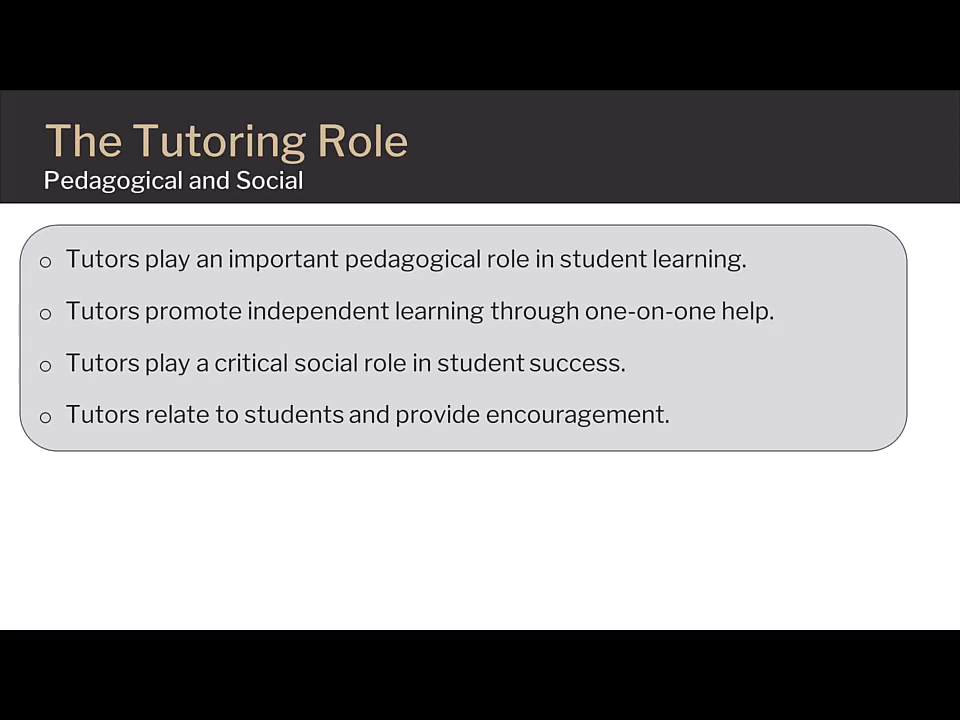 The Tutoring Role
Pedagogical and Social
o Tutors play an important pedagogical role in student learning.
o Tutors promote independent learning through one-on-one help.
o Tutors play a critical social role in student success.
o Tutors relate to students and provide encouragement.